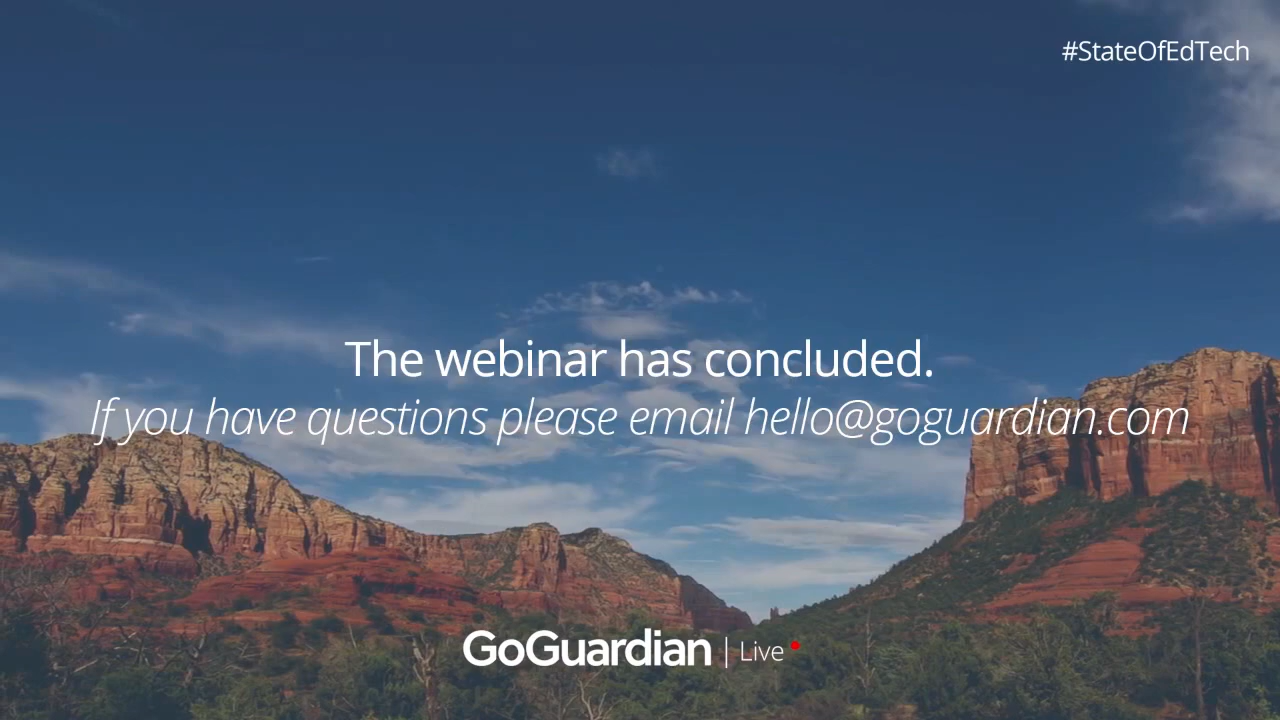 #StateOfEdTech
The webinar has concluded.
If you have questions please email hello@goguardian.com
GoGuardian | Live